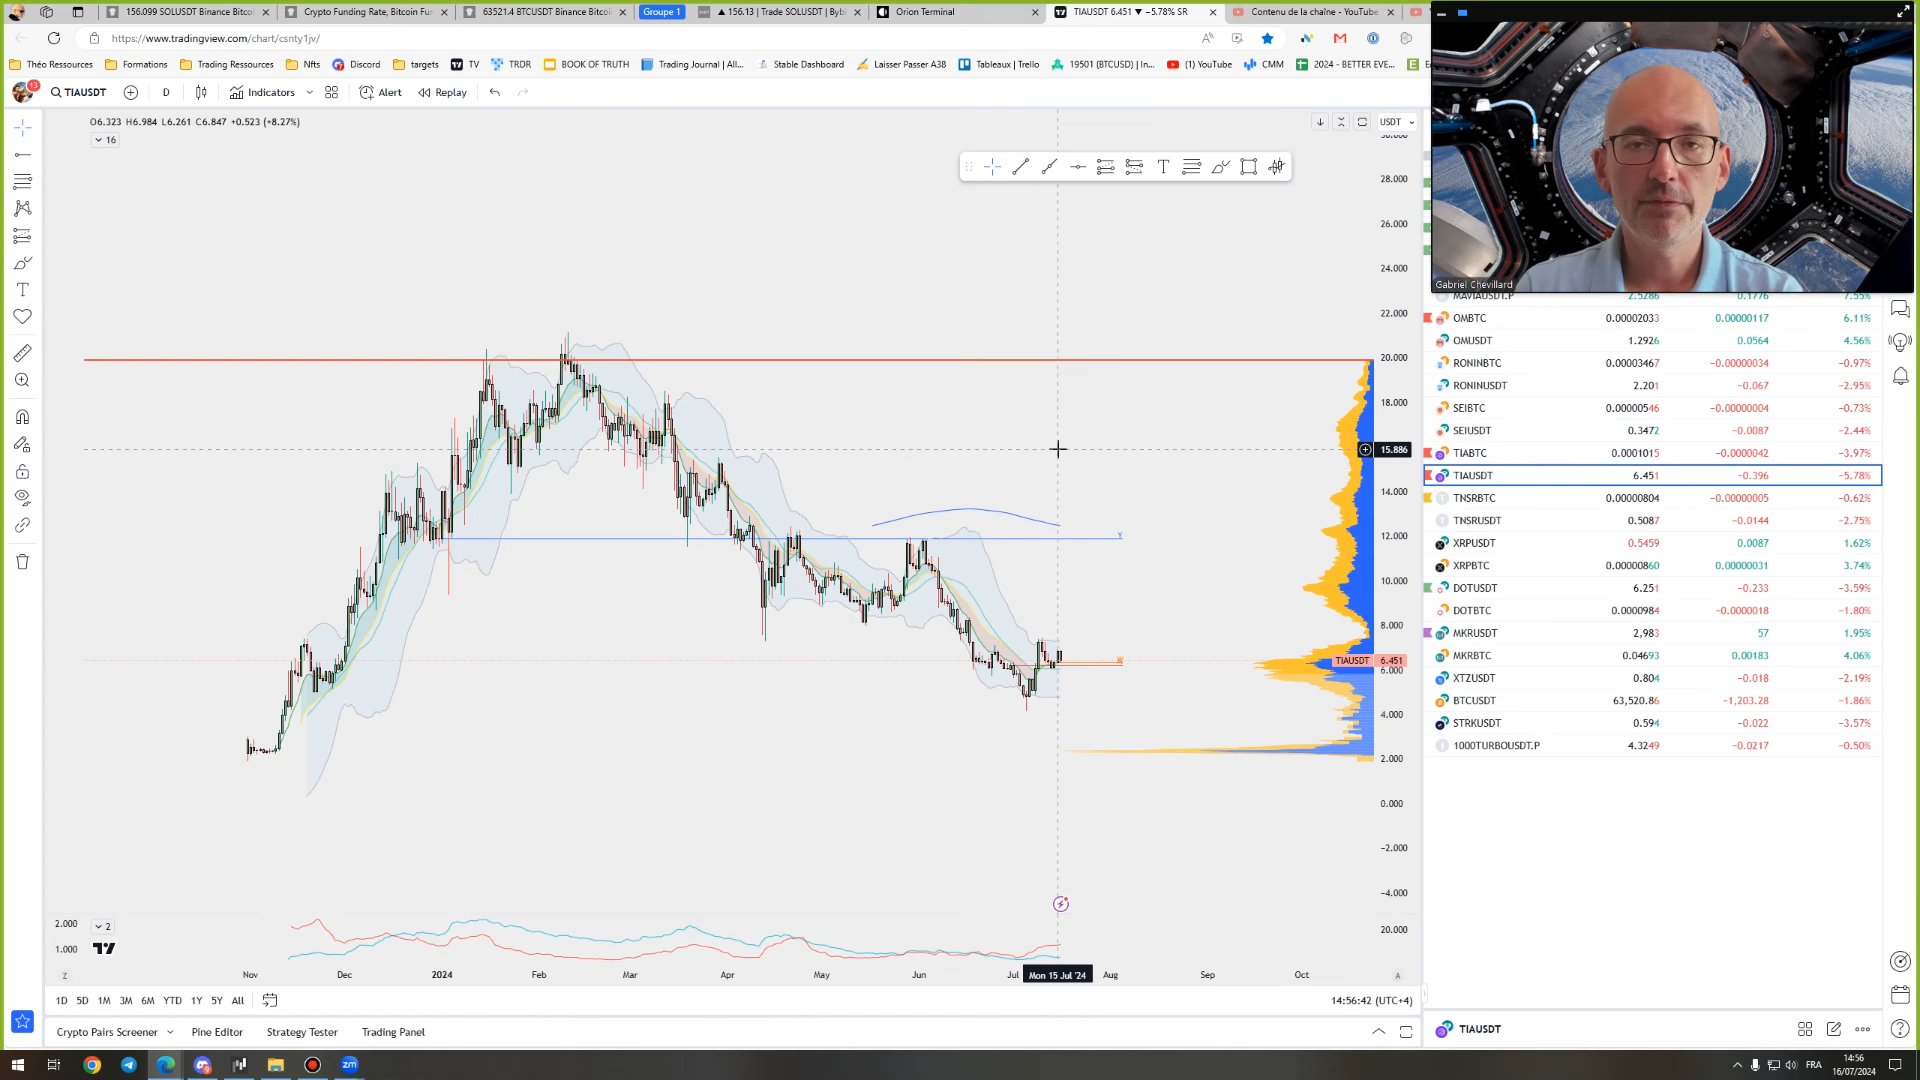 156.099 SOLUSDT Binance Bitcoi
Crypto Funding Rate, Bitcoin Fun
63521.4 BTCUSDT Binance Bitcoi
Groupe 1
▲ 156.13 | Trade SOLUSDT | Bybi
Orion Terminal
TIAUSDT 6.451 ▼ −5.78% SR
Contenu de la chaîne - YouTube
https://www.tradingview.com/chart/csnty1jv/
Théo Ressources
Formations
Trading Ressources
Nfts
Discord
targets
TV
TRDR
BOOK OF TRUTH
Trading Journal | All...
Stable Dashboard
Laisser Passer A38
Tableaux | Trello
19501 (BTCUSD) | In...
(1) YouTube
CMM
2024 - BETTER EVE...
13
TIAUSDT
D
Indicators
Alert
Replay
O6.323 H6.984 L6.261 C6.847 +0.523 (+8.27%)
16
USDT
30.000
28.000
26.000
24.000
22.000
20.000
18.000
15.886
14.000
12.000
10.000
8.000
TIAUSDT 6.451
6.000
4.000
2.000
0.000
−2.000
−4.000
20.000
Y
2.000
2
1.000
Z
Nov
Dec
2024
Feb
Mar
Apr
May
Jun
Jul
Mon 15 Jul '24
Aug
Sep
Oct
A
1D 5D 1M 3M 6M YTD 1Y 5Y All
14:56:42 (UTC+4)
Crypto Pairs Screener
Pine Editor
Strategy Tester
Trading Panel
Gabriel Chevillard
MAVIAUSDT.P 2.5286 0.1776 7.55%
OMBTC 0.00002033 0.00000117 6.11%
OMUSDT 1.2926 0.0564 4.56%
RONINBTC 0.00003467 −0.00000034 −0.97%
RONINUSDT 2.201 −0.067 −2.95%
SEIBTC 0.00000546 −0.00000004 −0.73%
SEIUSDT 0.3472 −0.0087 −2.44%
TIABTC 0.0001015 −0.0000042 −3.97%
TIAUSDT 6.451 −0.396 −5.78%
TNSRBTC 0.00000804 −0.00000005 −0.62%
TNSRUSDT 0.5087 −0.0144 −2.75%
XRPUSDT 0.5459 0.0087 1.62%
XRPBTC 0.00000860 0.00000031 3.74%
DOTUSDT 6.251 −0.233 −3.59%
DOTBTC 0.0000984 −0.0000018 −1.80%
MKRUSDT 2,983 57 1.95%
MKRBTC 0.04693 0.00183 4.06%
XTZUSDT 0.804 −0.018 −2.19%
BTCUSDT 63,520.86 −1,203.28 −1.86%
STRKUSDT 0.594 −0.022 −3.57%
1000TURBOUSDT.P 4.3249 −0.0217 −0.50%
TIAUSDT
zm
FRA
14:56
16/07/2024